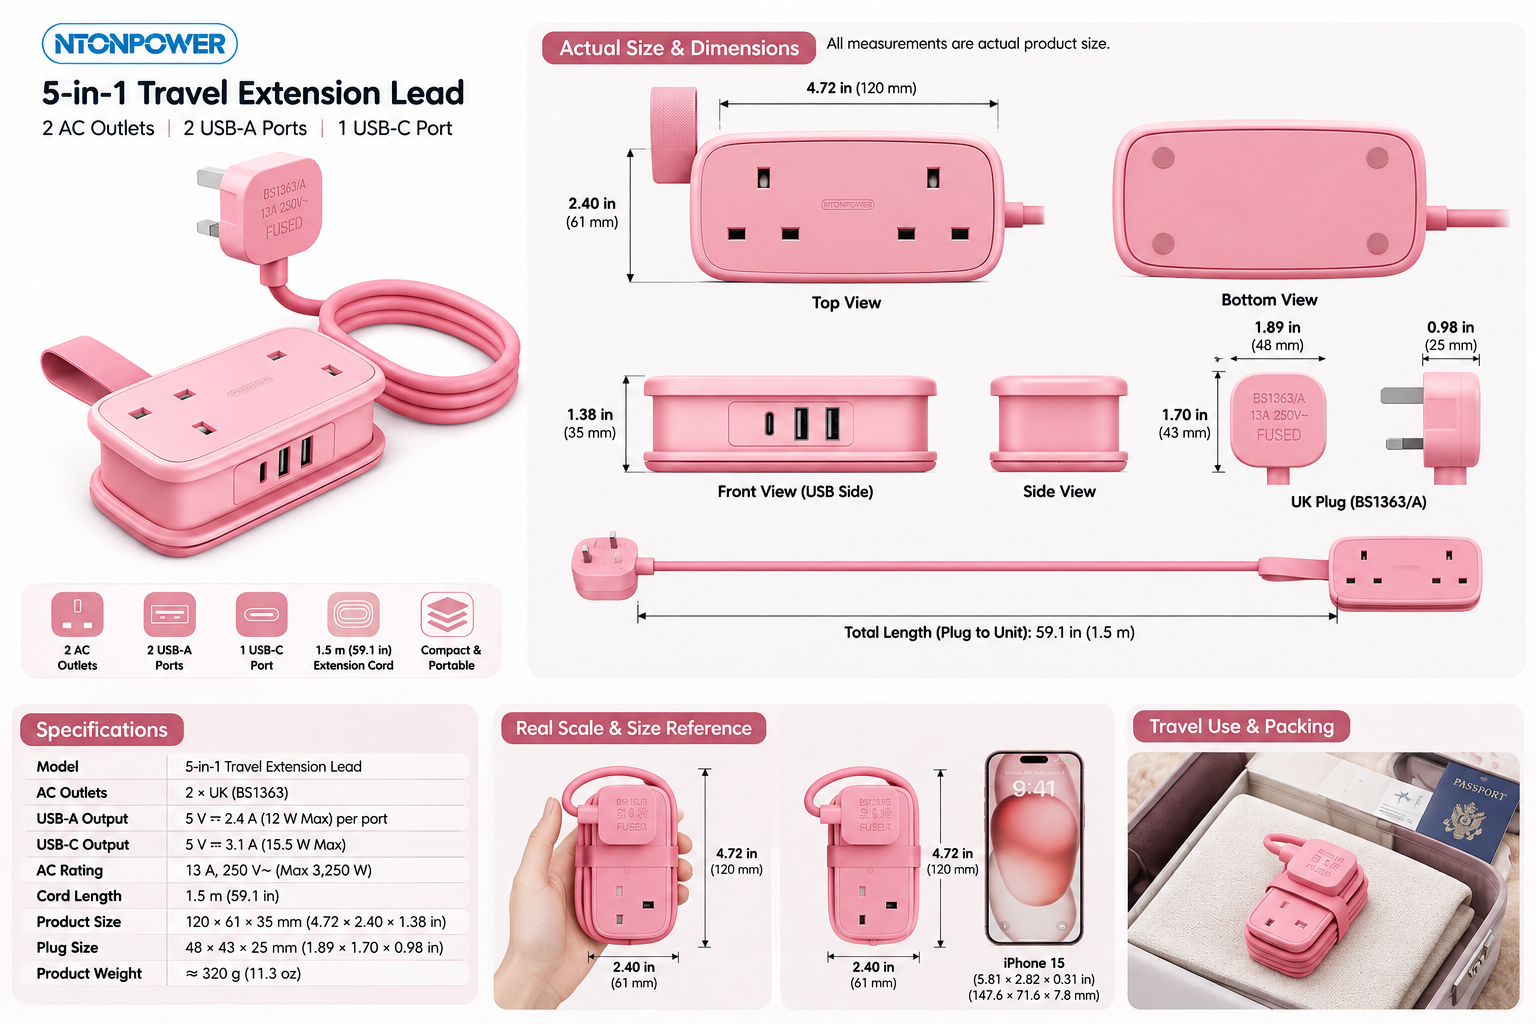 NTONPOWER
5-in-1 Travel Extension Lead
2 AC Outlets | 2 USB-A Ports | 1 USB-C Port
BS1363/A
13A 250V~
FUSED
2 AC
Outlets
2 USB-A
Ports
1 USB-C
Port
1.5 m (59.1 in)
Extension Cord
Compact &
Portable
Actual Size & Dimensions
All measurements are actual product size.
4.72 in (120 mm)
2.40 in
(61 mm)
NTONPOWER
Top View
Bottom View
1.38 in
(35 mm)
Front View (USB Side)
Side View
1.89 in
(48 mm)
0.98 in
(25 mm)
1.70 in
(43 mm)
BS1363/A
13A 250V~
FUSED
UK Plug (BS1363/A)
Total Length (Plug to Unit): 59.1 in (1.5 m)
Specifications
Model 5-in-1 Travel Extension Lead
AC Outlets 2 × UK (BS1363)
USB-A Output 5 V ⎓ 2.4 A (12 W Max) per port
USB-C Output 5 V ⎓ 3.1 A (15.5 W Max)
AC Rating 13 A, 250 V~ (Max 3,250 W)
Cord Length 1.5 m (59.1 in)
Product Size 120 × 61 × 35 mm (4.72 × 2.40 × 1.38 in)
Plug Size 48 × 43 × 25 mm (1.89 × 1.70 × 0.98 in)
Product Weight ≈ 320 g (11.3 oz)
Real Scale & Size Reference
FUSED
4.72 in
(120 mm)
2.40 in
(61 mm)
4.72 in
(120 mm)
2.40 in
(61 mm)
9:41
iPhone 15
(5.81 × 2.82 × 0.31 in)
(147.6 × 71.6 × 7.8 mm)
Travel Use & Packing
PASSPORT